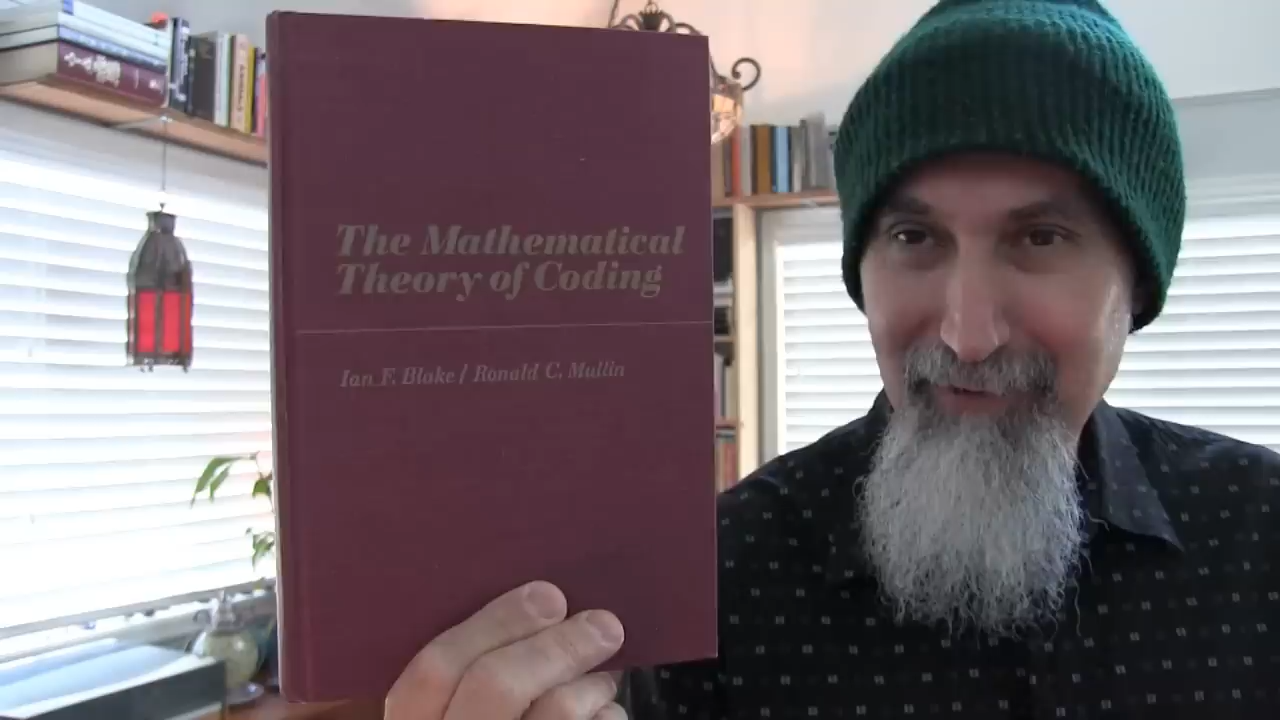 The Mathematical
Theory of Coding
Ian F. Blake / Ronald C. Mullin